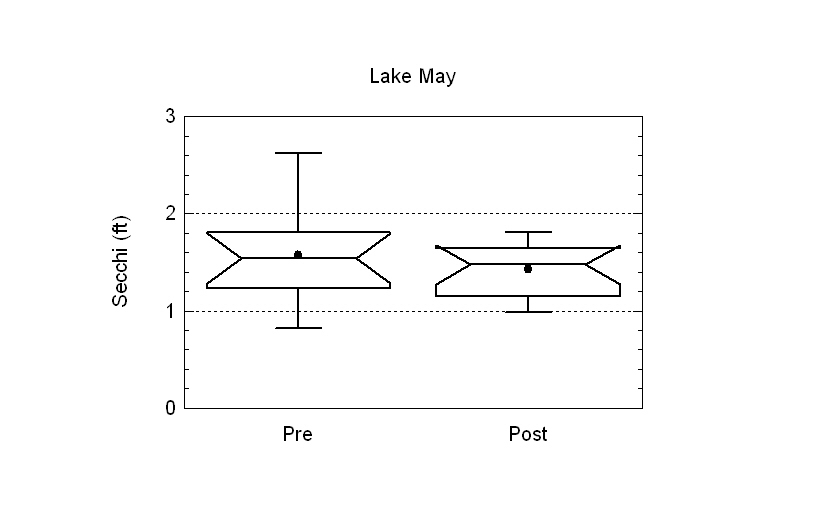 Lake May
3
2
1
0
Secchi (ft)
Pre
Post